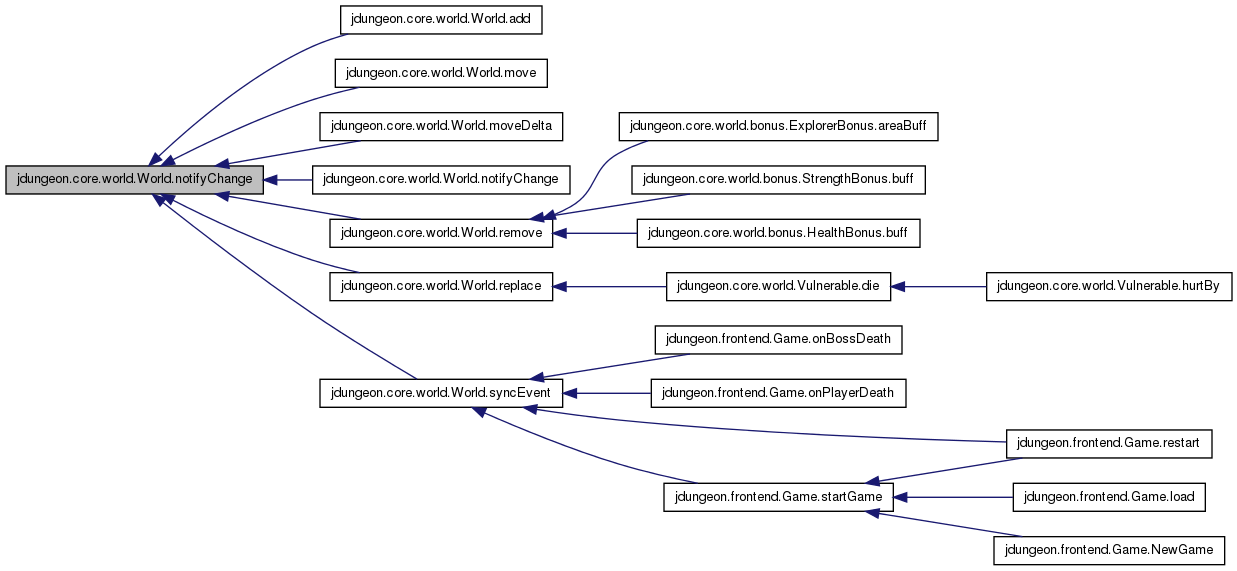 jdungeon.core.world.World.add
jdungeon.core.world.World.move
jdungeon.core.world.World.moveDelta
jdungeon.core.world.bonus.ExplorerBonus.areaBuff
jdungeon.core.world.World.notifyChange
jdungeon.core.world.World.notifyChange
jdungeon.core.world.bonus.StrengthBonus.buff
jdungeon.core.world.World.remove
jdungeon.core.world.bonus.HealthBonus.buff
jdungeon.core.world.World.replace
jdungeon.core.world.Vulnerable.die
jdungeon.core.world.Vulnerable.hurtBy
jdungeon.frontend.Game.onBossDeath
jdungeon.core.world.World.syncEvent
jdungeon.frontend.Game.onPlayerDeath
jdungeon.frontend.Game.restart
jdungeon.frontend.Game.startGame
jdungeon.frontend.Game.load
jdungeon.frontend.Game.NewGame